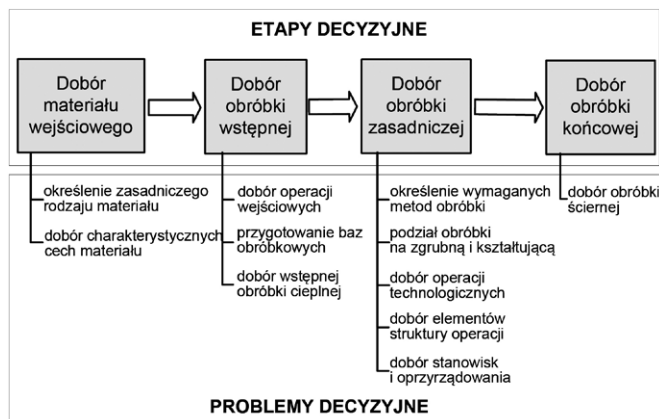 ETAPY DECYZYJNE
Dobór
materiału
wejściowego
Dobór
obróbki
wstępnej
Dobór
obróbki
zasadniczej
Dobór
obróbki
końcowej
określenie zasadniczego
rodzaju materiału
dobór charakterystycznych
cech materiału
dobór operacji
wejściowych
przygotowanie baz
obróbkowych
dobór wstępnej
obróbki cieplnej
określenie wymaganych
metod obróbki
podział obróbki
na zgrubną i kształtującą
dobór operacji
technologicznych
dobór elementów
struktury operacji
dobór stanowisk
i oprzyrządowania
dobór obróbki
ściernej
PROBLEMY DECYZYJNE